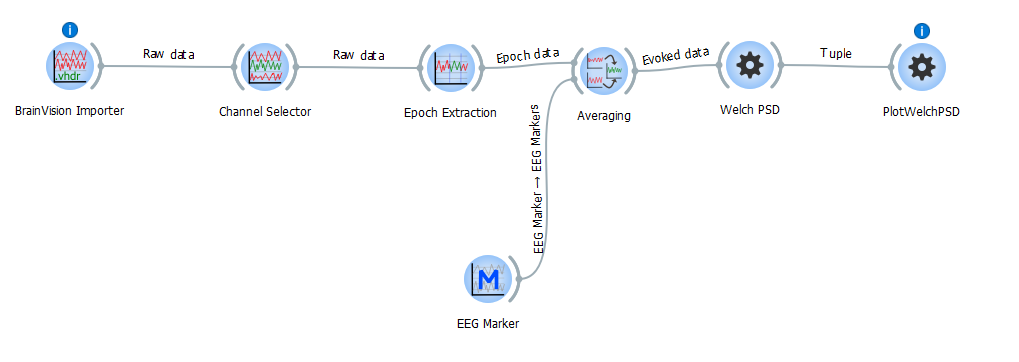 i
i
Raw data
Raw data
Epoch data
Evoked data
Tuple
.vhdr
BrainVision Importer
Channel Selector
Epoch Extraction
Averaging
Welch PSD
PlotWelchPSD
EEG Marker → EEG Markers
M
EEG Marker